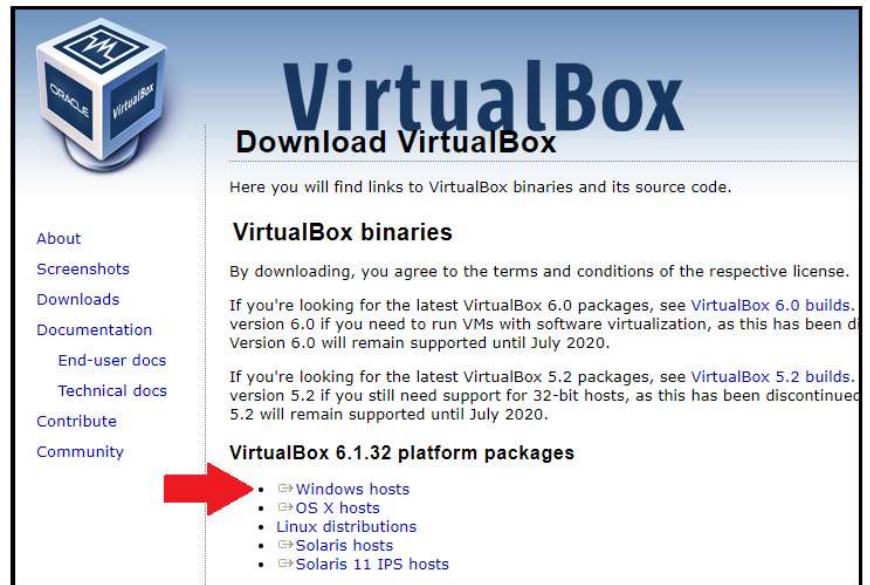 ORACLE
VirtualBox
VirtualBox
Download VirtualBox
Here you will find links to VirtualBox binaries and its source code.
About
Screenshots
Downloads
Documentation
End-user docs
Technical docs
Contribute
Community
VirtualBox binaries
By downloading, you agree to the terms and conditions of the respective license.
If you're looking for the latest VirtualBox 6.0 packages, see VirtualBox 6.0 builds.
version 6.0 if you need to run VMs with software virtualization, as this has been di
Version 6.0 will remain supported until July 2020.
If you're looking for the latest VirtualBox 5.2 packages, see VirtualBox 5.2 builds.
version 5.2 if you still need support for 32-bit hosts, as this has been discontinued
5.2 will remain supported until July 2020.
VirtualBox 6.1.32 platform packages
Windows hosts
OS X hosts
Linux distributions
Solaris hosts
Solaris 11 IPS hosts